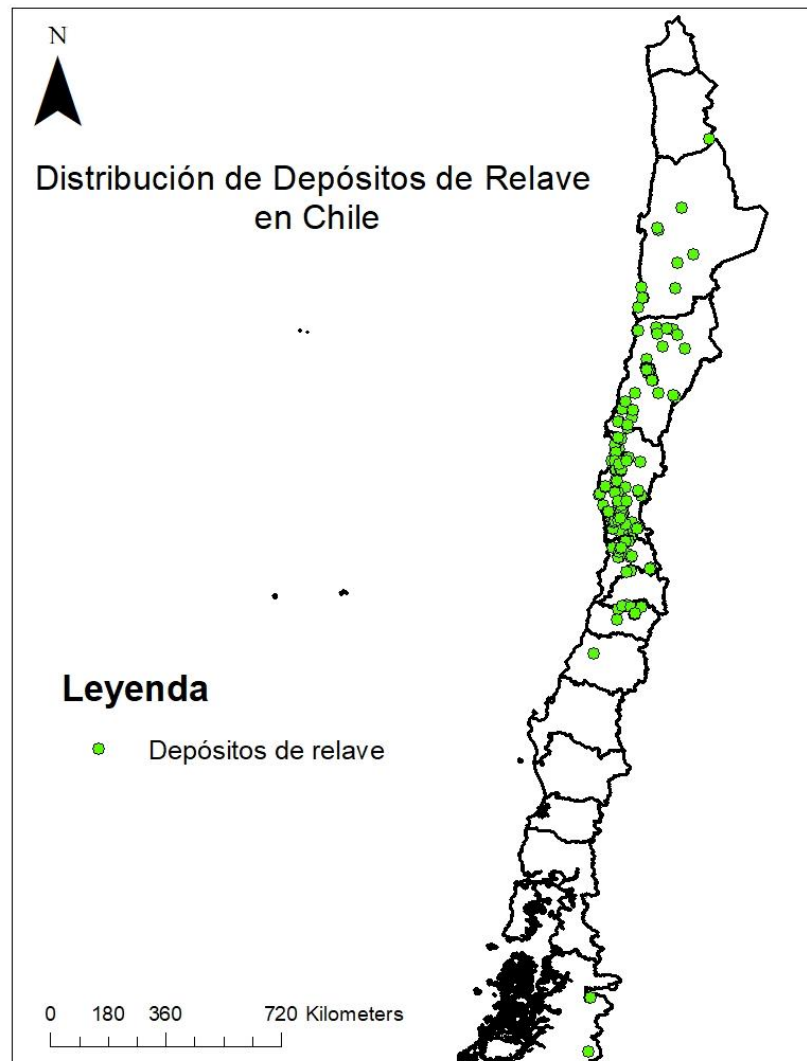 N
Distribución de Depósitos de Relave
en Chile
Leyenda
Depósitos de relave
0 180 360 720 Kilometers